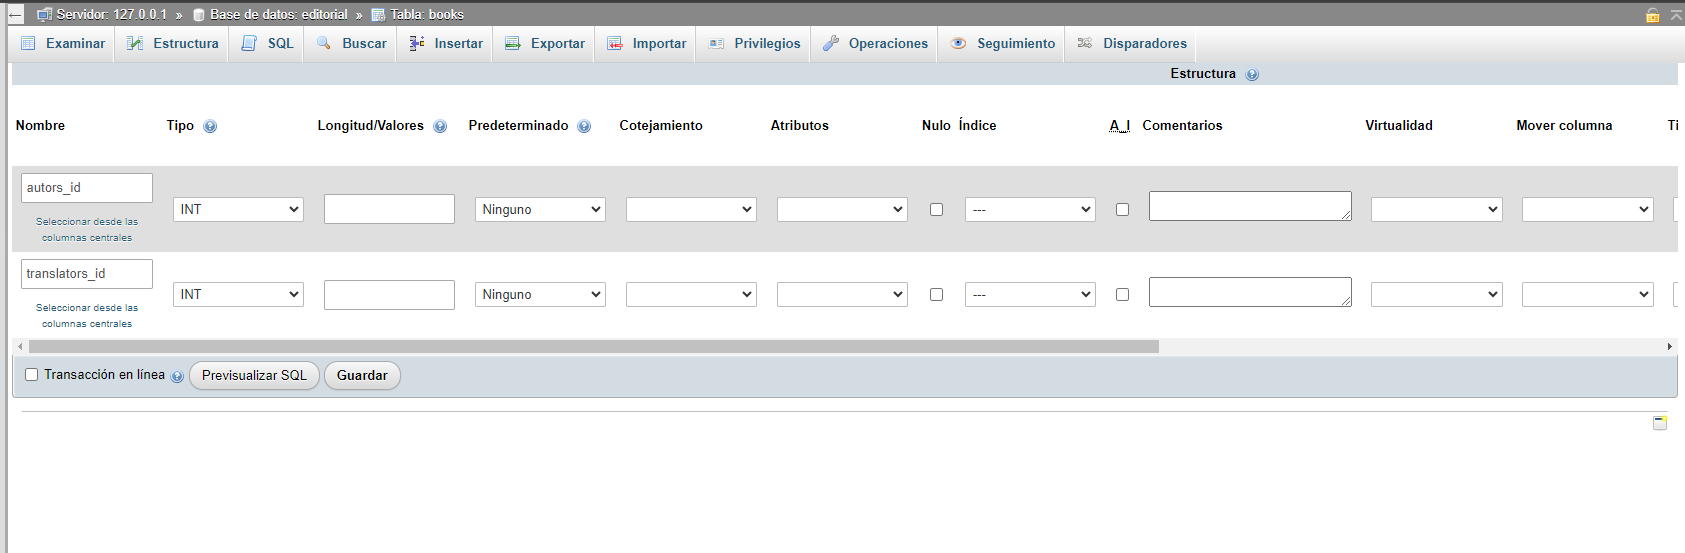 ← Servidor: 127.0.0.1 » Base de datos: editorial » Tabla: books
Examinar Estructura SQL Buscar Insertar Exportar Importar Privilegios Operaciones Seguimiento Disparadores
Estructura
Nombre Tipo Longitud/Valores Predeterminado Cotejamiento Atributos Nulo Índice A_I Comentarios Virtualidad Mover columna Ti
autors_id
INT Ninguno ---
Seleccionar desde las
columnas centrales
translators_id
INT Ninguno ---
Seleccionar desde las
columnas centrales
Transacción en línea Previsualizar SQL Guardar